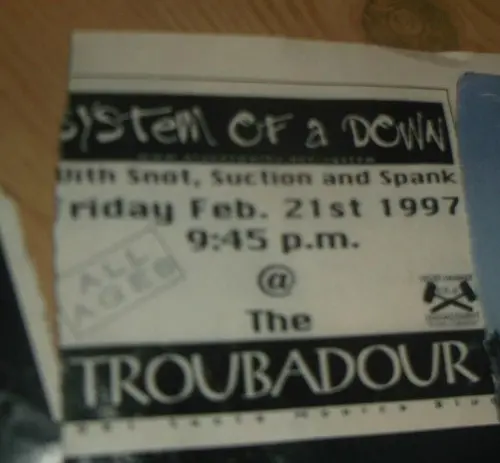 SYSTEM OF A DOWN
With Snot, Suction and Spank
Friday Feb. 21st 1997
9:45 p.m.
ALL
AGES
@
The
TROUBADOUR